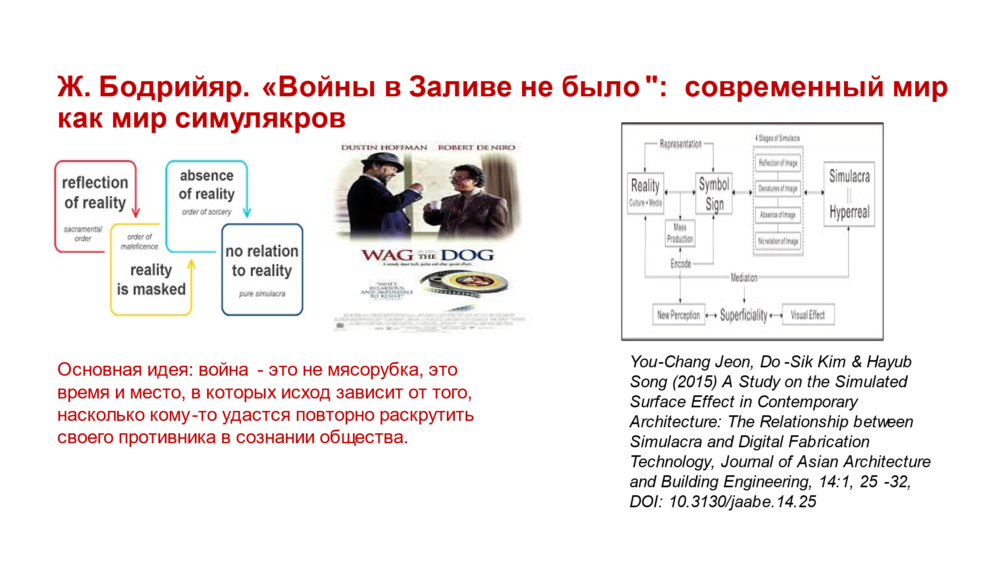 Ж. Бодрийяр. «Войны в Заливе не было": современный мир
как мир симулякров
reflection
of reality
sacramental
order
order of
maleficence
reality
is masked
absence
of reality
order of sorcery
no relation
to reality
pure simulacra
DUSTIN HOFFMAN ROBERT DE NIRO
WAG THE DOG
A comedy about truth, justice and other special effects.
"SWIFT,
HILARIOUS,
AND IMPOSSIBLE
TO RESIST!"
Representation
4 Stages of Simulacra
Reality
Culture + Media
Symbol
Sign
Reflection of Image
Denatures of Image
Absence of Image
No relation of Image
Simulacra
||
Hyperreal
Mass
Production
Encode
Mediation
New Perception
Superficiality
Visual Effect
Основная идея: война - это не мясорубка, это
время и место, в которых исход зависит от того,
насколько кому-то удастся повторно раскрутить
своего противника в сознании общества.
You-Chang Jeon, Do -Sik Kim & Hayub
Song (2015) A Study on the Simulated
Surface Effect in Contemporary
Architecture: The Relationship between
Simulacra and Digital Fabrication
Technology, Journal of Asian Architecture
and Building Engineering, 14:1, 25 -32,
DOI: 10.3130/jaabe.14.25